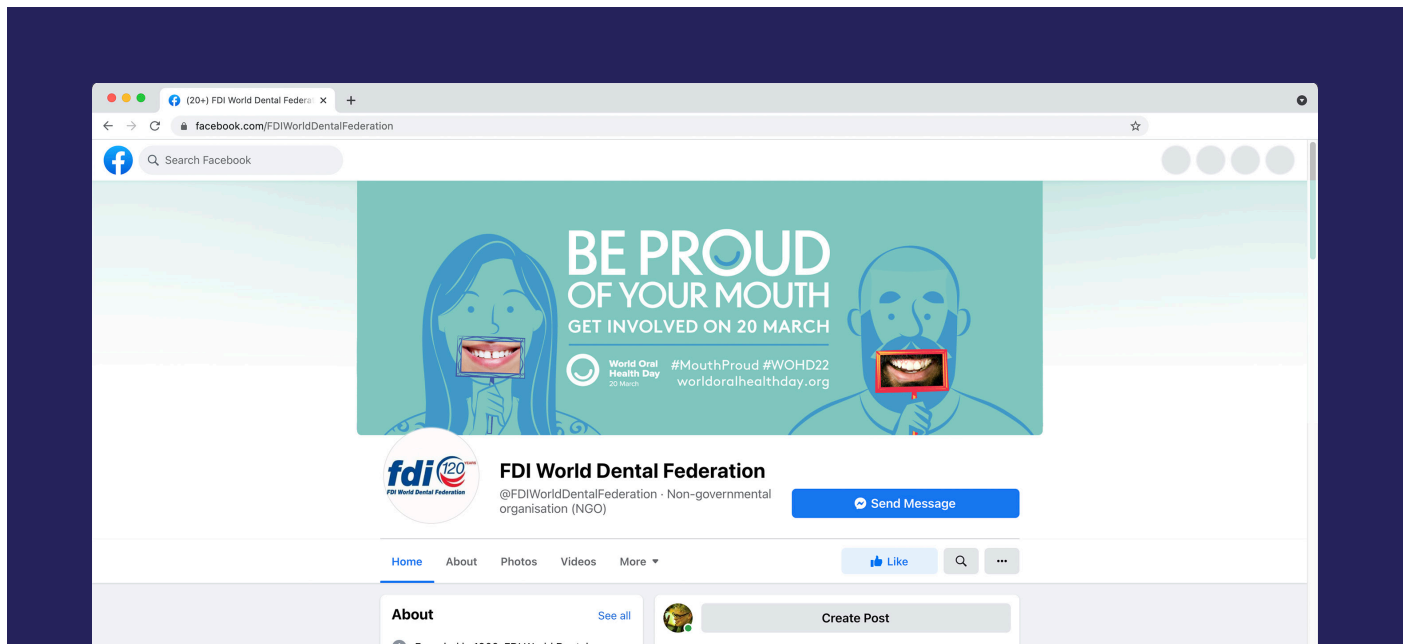 (20+) FDI World Dental Federa
facebook.com/FDIWorldDentalFederation
Search Facebook
BE PROUD
OF YOUR MOUTH
GET INVOLVED ON 20 MARCH
World Oral
Health Day
20 March
#MouthProud #WOHD22
worldoralhealthday.org
fdi 120 YEARS
FDI World Dental Federation
FDI World Dental Federation
@FDIWorldDentalFederation · Non-governmental
organisation (NGO)
Send Message
Home About Photos Videos More
Like
About
See all
Create Post